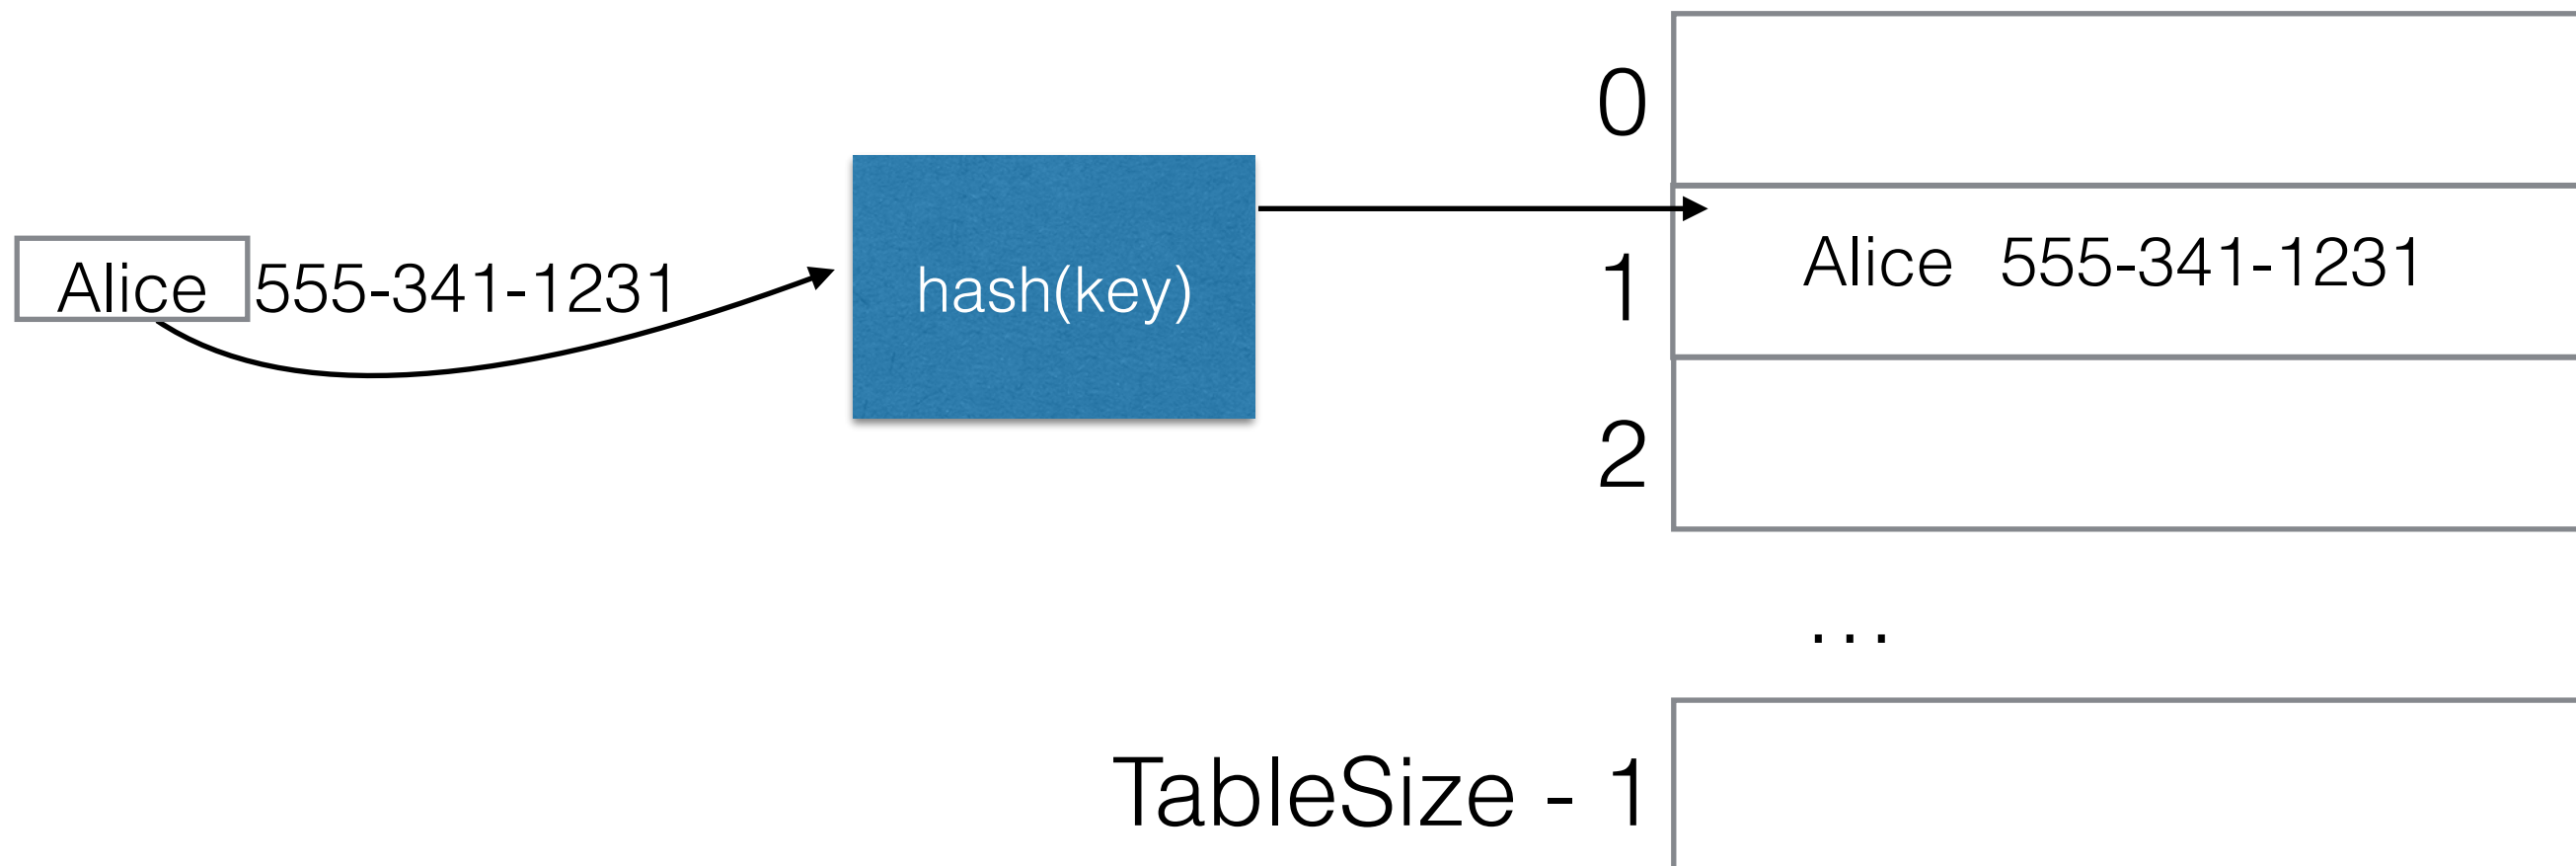 Alice 555-341-1231
hash(key)
0
1 Alice 555-341-1231
2
...
TableSize - 1